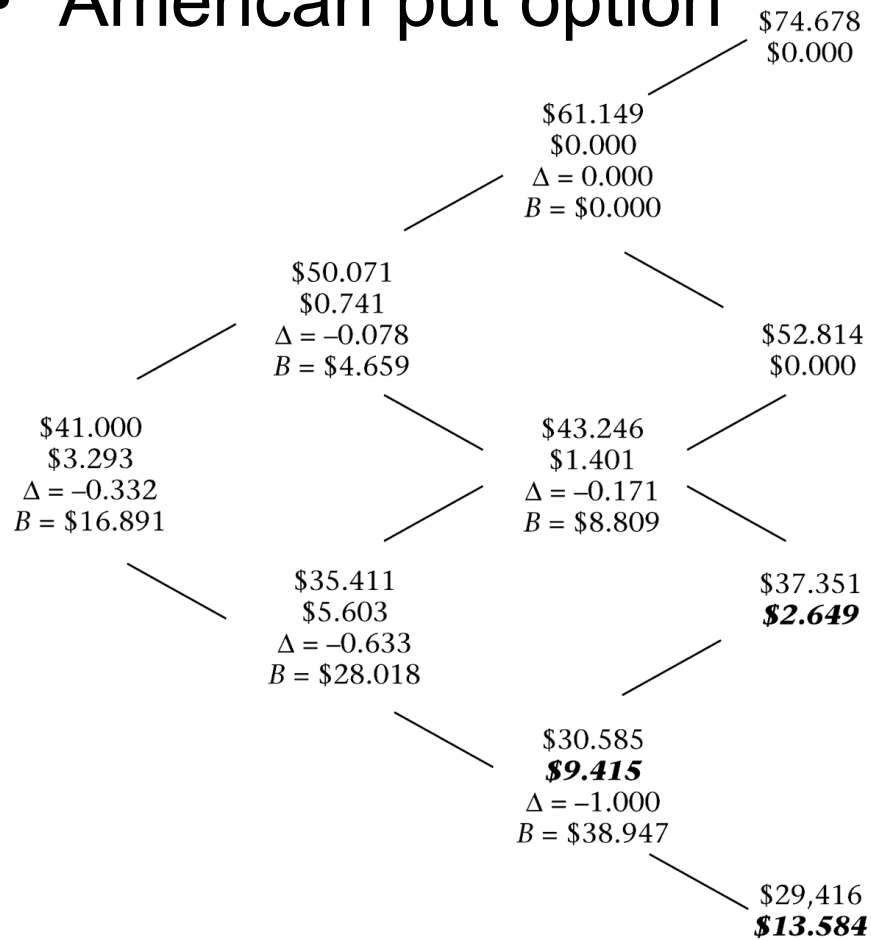 • American put option
$74.678
$0.000
$61.149
$0.000
Δ = 0.000
B = $0.000
$50.071
$0.741
Δ = –0.078
B = $4.659
$52.814
$0.000
$41.000
$3.293
Δ = –0.332
B = $16.891
$43.246
$1.401
Δ = –0.171
B = $8.809
$35.411
$5.603
Δ = –0.633
B = $28.018
$37.351
$2.649
$30.585
$9.415
Δ = –1.000
B = $38.947
$29,416
$13.584